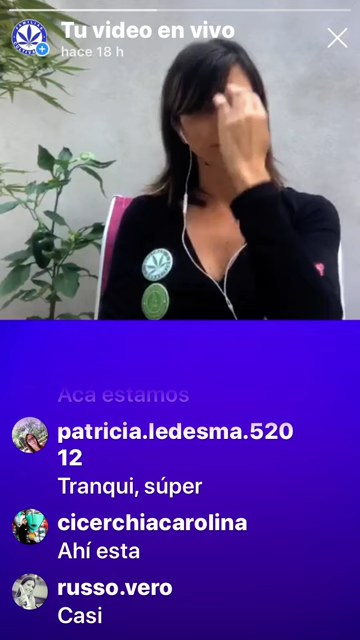 Tu video en vivo
hace 18 h
Aca estamos
patricia.ledesma.520
12
Tranqui, súper
cicerchiacarolina
Ahí esta
russo.vero
Casi